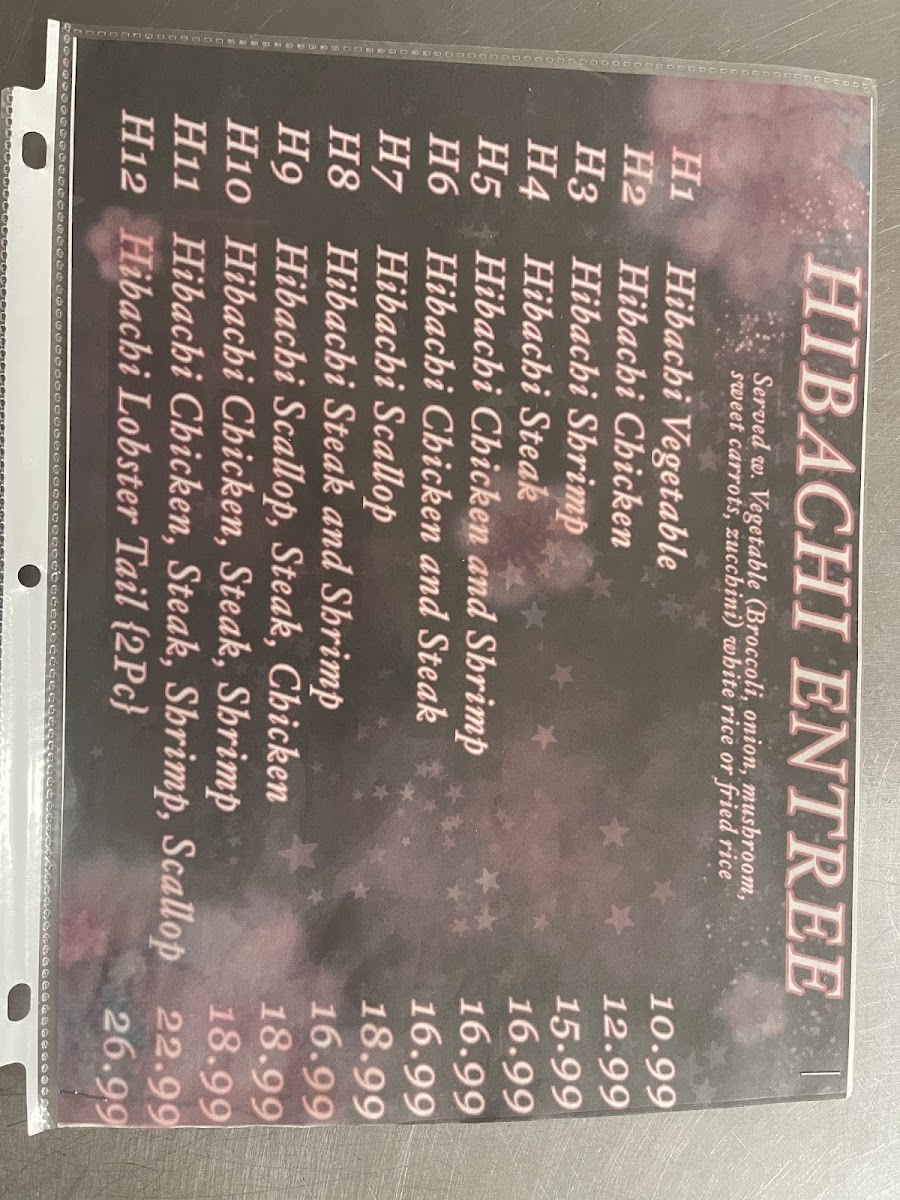 HIBACHI ENTREE
Served w. Vegetable (Broccoli, onion, mushroom,
sweet carrots, zucchini) white rice or fried rice
H1 Hibachi Vegetable 10.99
H2 Hibachi Chicken 12.99
H3 Hibachi Shrimp 15.99
H4 Hibachi Steak 16.99
H5 Hibachi Chicken and Shrimp 16.99
H6 Hibachi Chicken and Steak 16.99
H7 Hibachi Scallop 18.99
H8 Hibachi Steak and Shrimp 16.99
H9 Hibachi Scallop, Steak, Chicken 18.99
H10 Hibachi Chicken, Steak, Shrimp 18.99
H11 Hibachi Chicken, Steak, Shrimp, Scallop 22.99
H12 Hibachi Lobster Tail {2Pc} 26.99